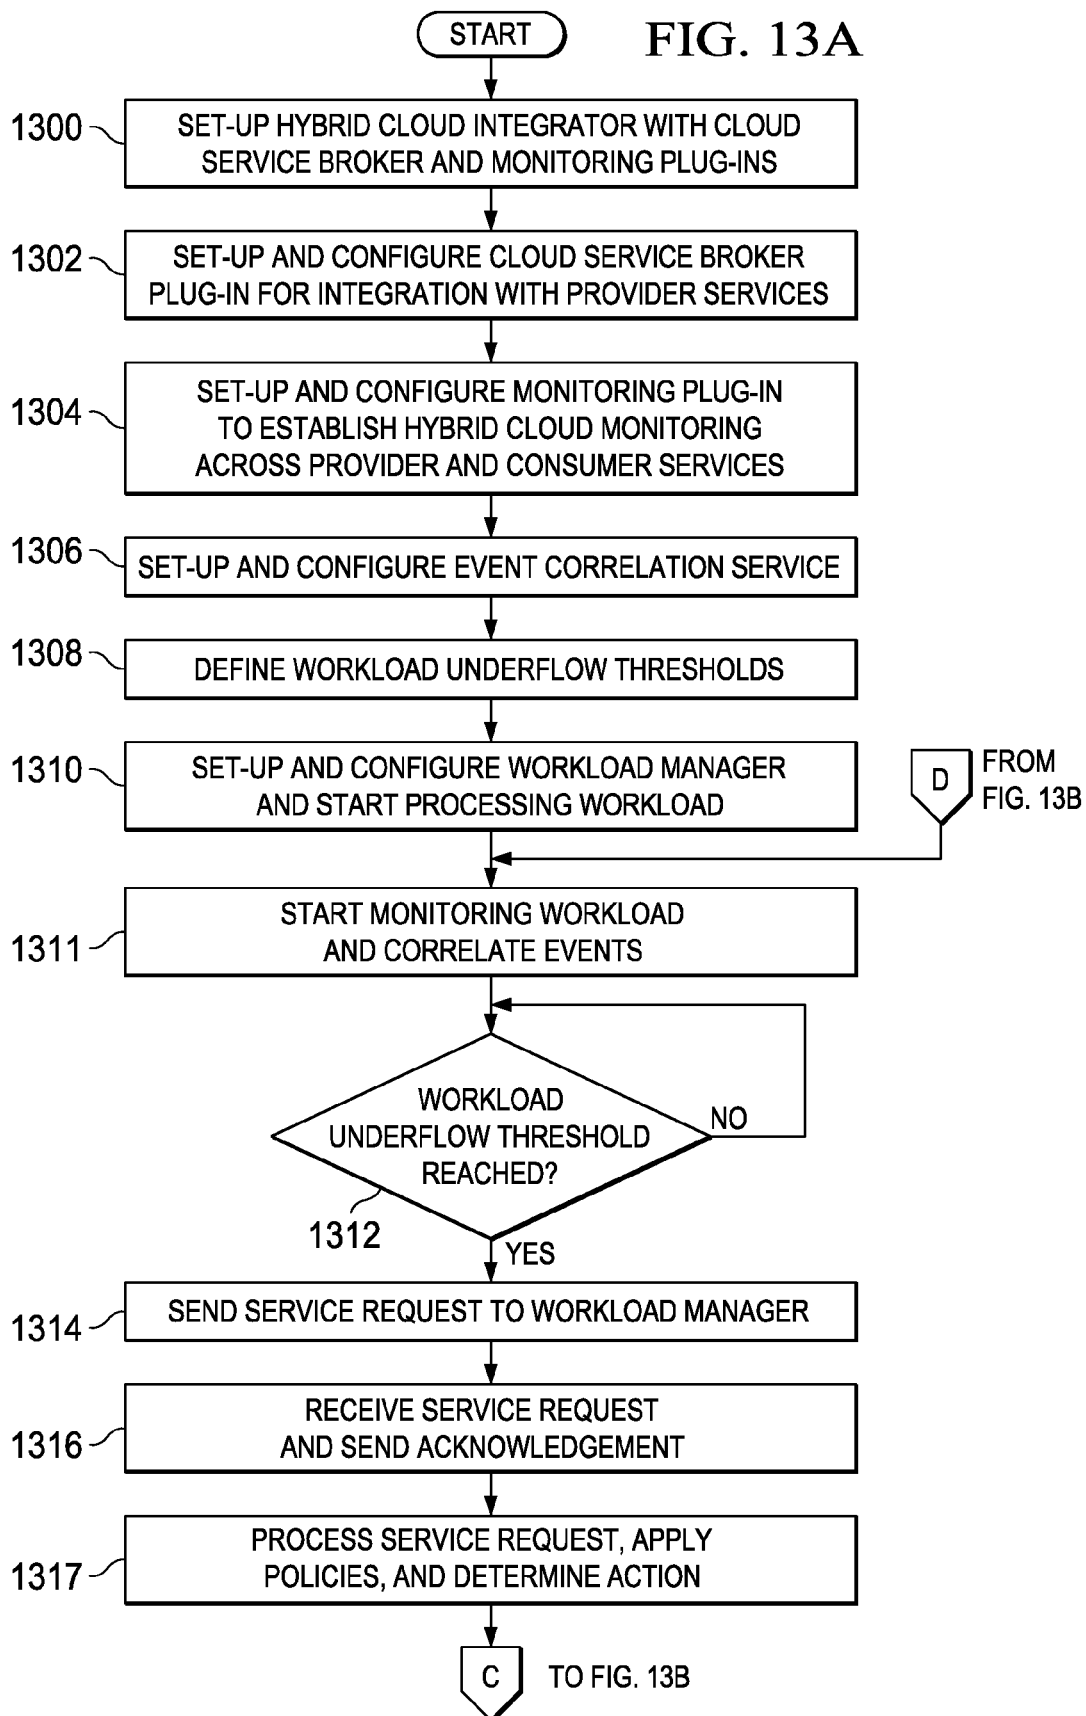 START
FIG. 13A
1300
SET-UP HYBRID CLOUD INTEGRATOR WITH CLOUD
SERVICE BROKER AND MONITORING PLUG-INS
1302
SET-UP AND CONFIGURE CLOUD SERVICE BROKER
PLUG-IN FOR INTEGRATION WITH PROVIDER SERVICES
1304
SET-UP AND CONFIGURE MONITORING PLUG-IN
TO ESTABLISH HYBRID CLOUD MONITORING
ACROSS PROVIDER AND CONSUMER SERVICES
1306
SET-UP AND CONFIGURE EVENT CORRELATION SERVICE
1308
DEFINE WORKLOAD UNDERFLOW THRESHOLDS
1310
SET-UP AND CONFIGURE WORKLOAD MANAGER
AND START PROCESSING WORKLOAD
D
FROM
FIG. 13B
1311
START MONITORING WORKLOAD
AND CORRELATE EVENTS
WORKLOAD
UNDERFLOW THRESHOLD
REACHED?
NO
1312
YES
1314
SEND SERVICE REQUEST TO WORKLOAD MANAGER
1316
RECEIVE SERVICE REQUEST
AND SEND ACKNOWLEDGEMENT
1317
PROCESS SERVICE REQUEST, APPLY
POLICIES, AND DETERMINE ACTION
C
TO FIG. 13B